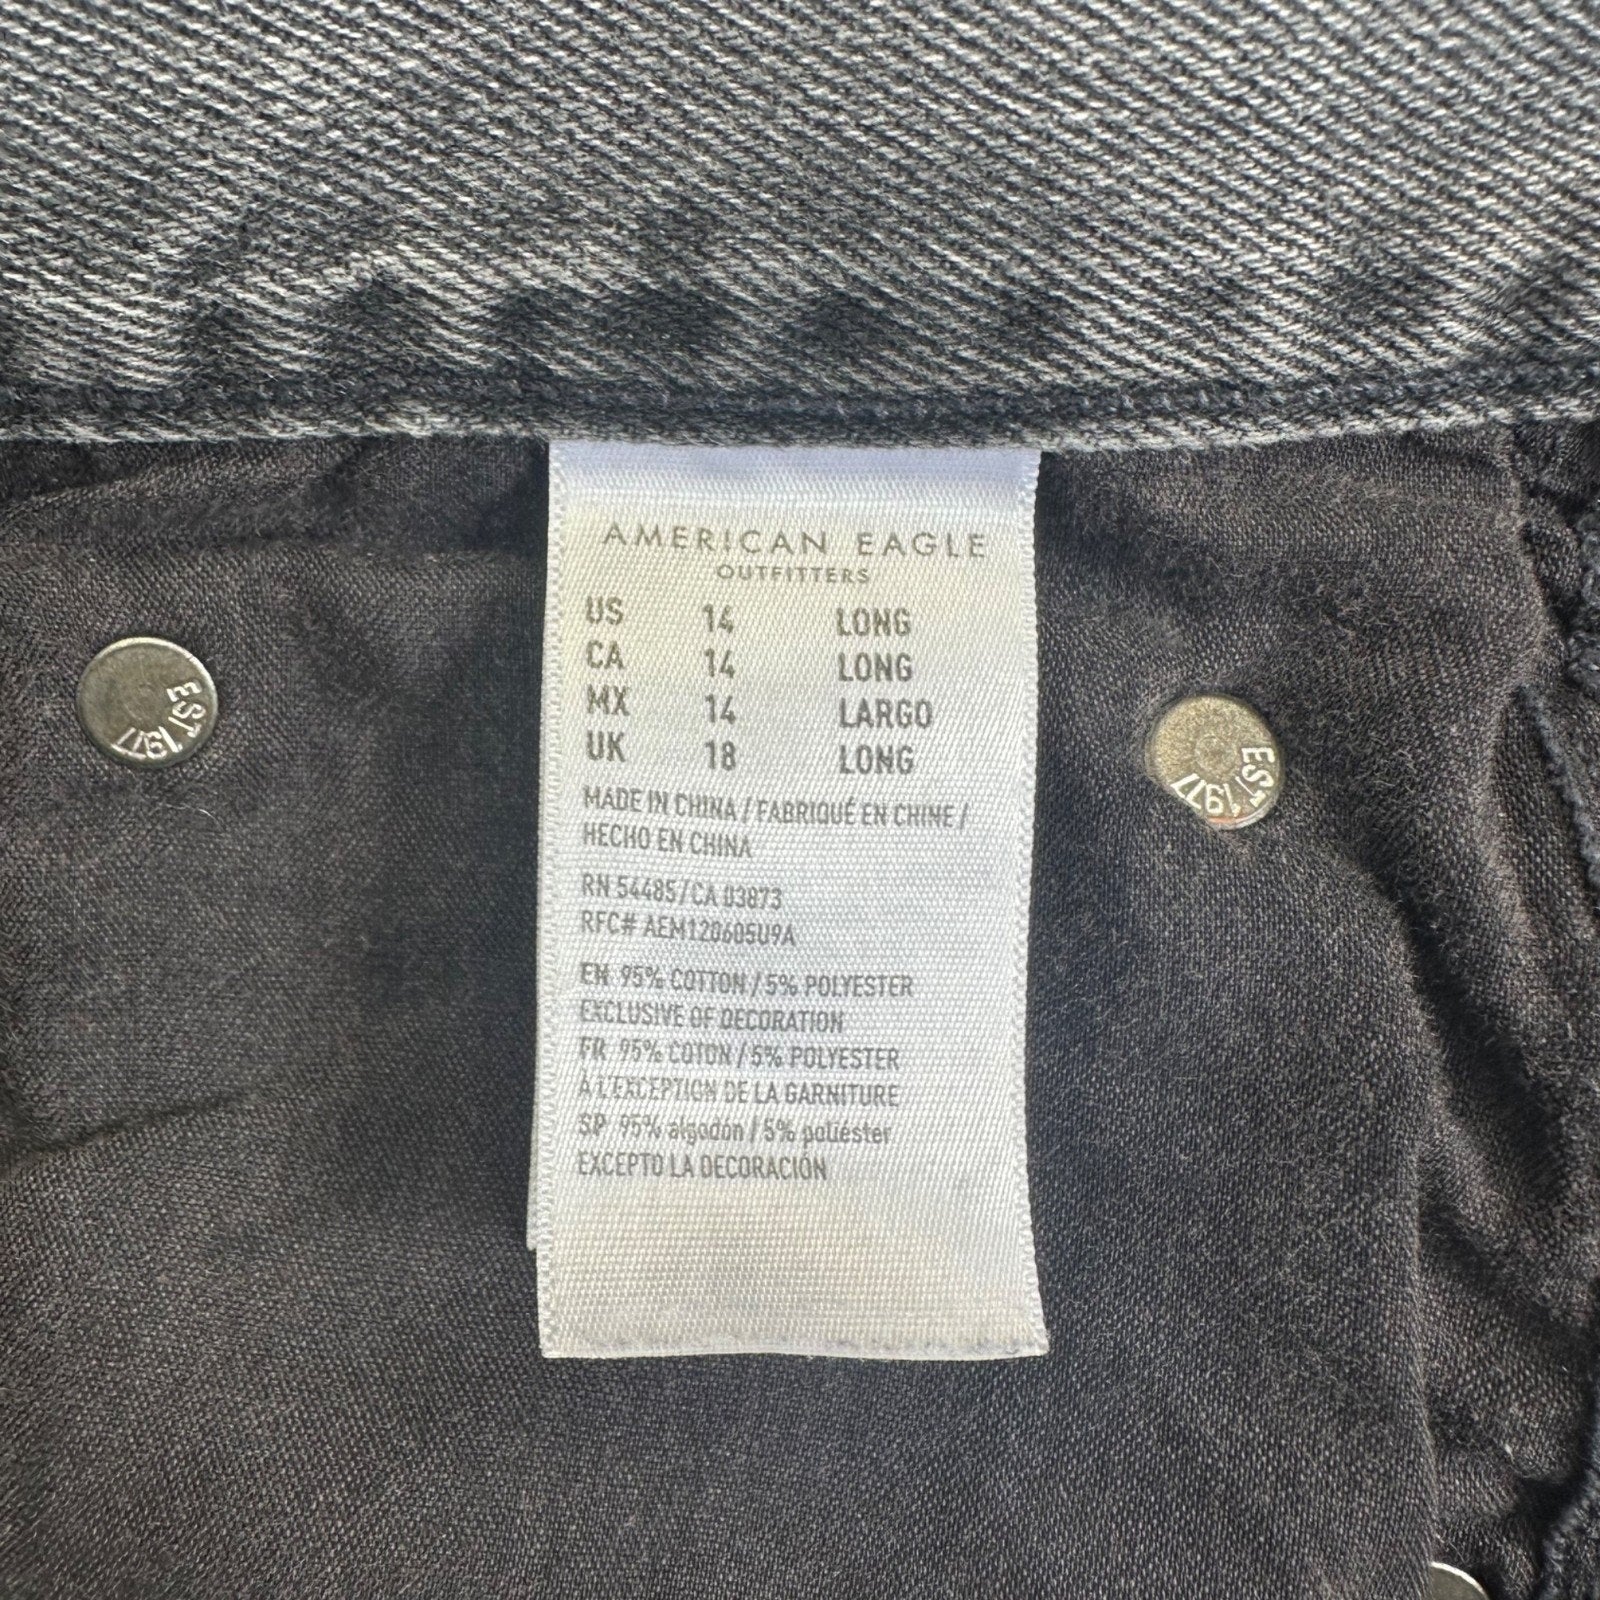 AMERICAN EAGLE
OUTFITTERS
US 14 LONG
CA 14 LONG
MX 14 LARGO
UK 18 LONG
MADE IN CHINA / FABRIQUÉ EN CHINE /
HECHO EN CHINA
RN 54485/CA 03873
RFC# AEM120605U9A
EN 95% COTTON / 5% POLYESTER
EXCLUSIVE OF DECORATION
FR 95% COTON / 5% POLYESTER
À L'EXCEPTION DE LA GARNITURE
SP 95% algodón / 5% poliéster
EXCEPTO LA DECORACIÓN
EST 1977
EST 1977